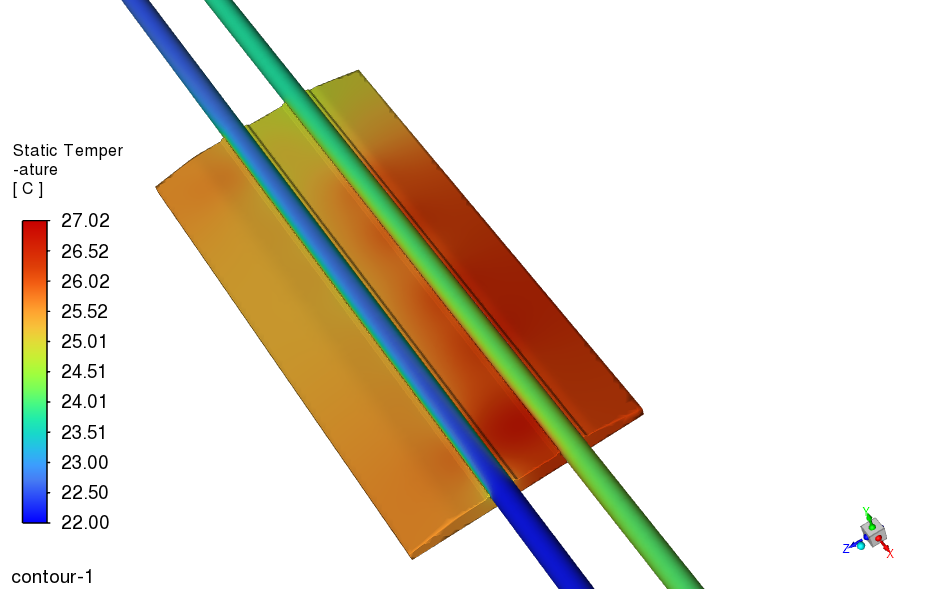 Static Temper
-ature
[ C ]
27.02
26.52
26.02
25.52
25.01
24.51
24.01
23.51
23.00
22.50
22.00
contour-1
Y
Z
X